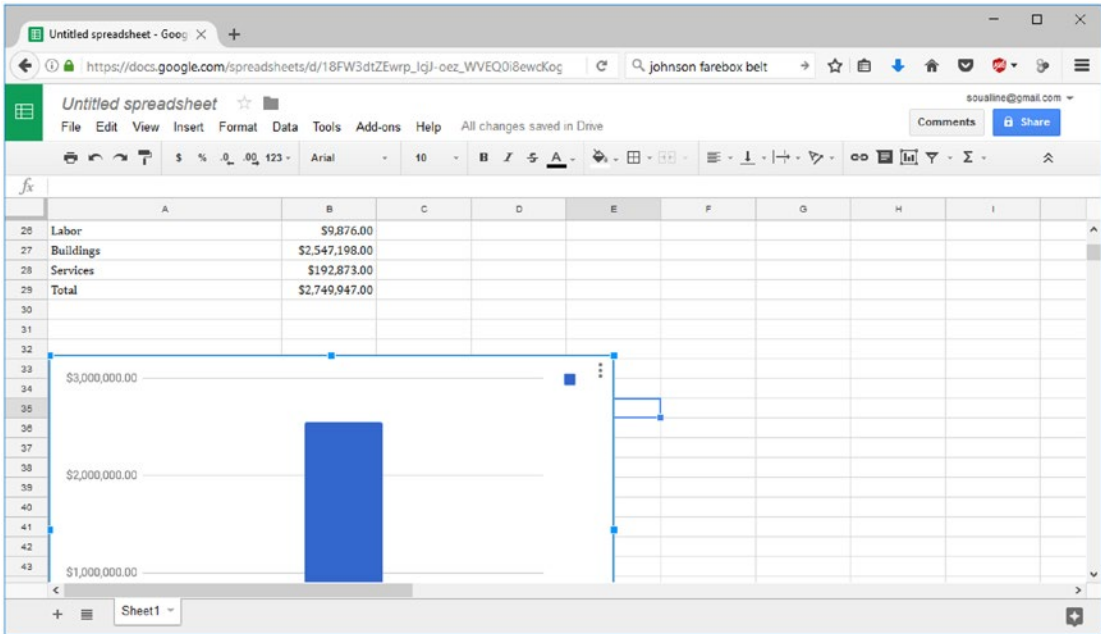 Untitled spreadsheet - Goog
https://docs.google.com/spreadsheets/d/18FW3dtZEwrp_IcjJ-oez_WVEQ0i8ewcKog
johnson farebox belt
Untitled spreadsheet
soualline@gmail.com
File Edit View Insert Format Data Tools Add-ons Help All changes saved in Drive
Comments Share
$ % .0 .00 123 Arial 10 B I S A Σ
fx
A B C D E F G H I
26 Labor $9,876.00
27 Buildings $2,547,198.00
28 Services $192,873.00
29 Total $2,749,947.00
30
31
32
33
$3,000,000.00
34
35
36
37
38
$2,000,000.00
39
40
41
42
43
$1,000,000.00
Sheet1